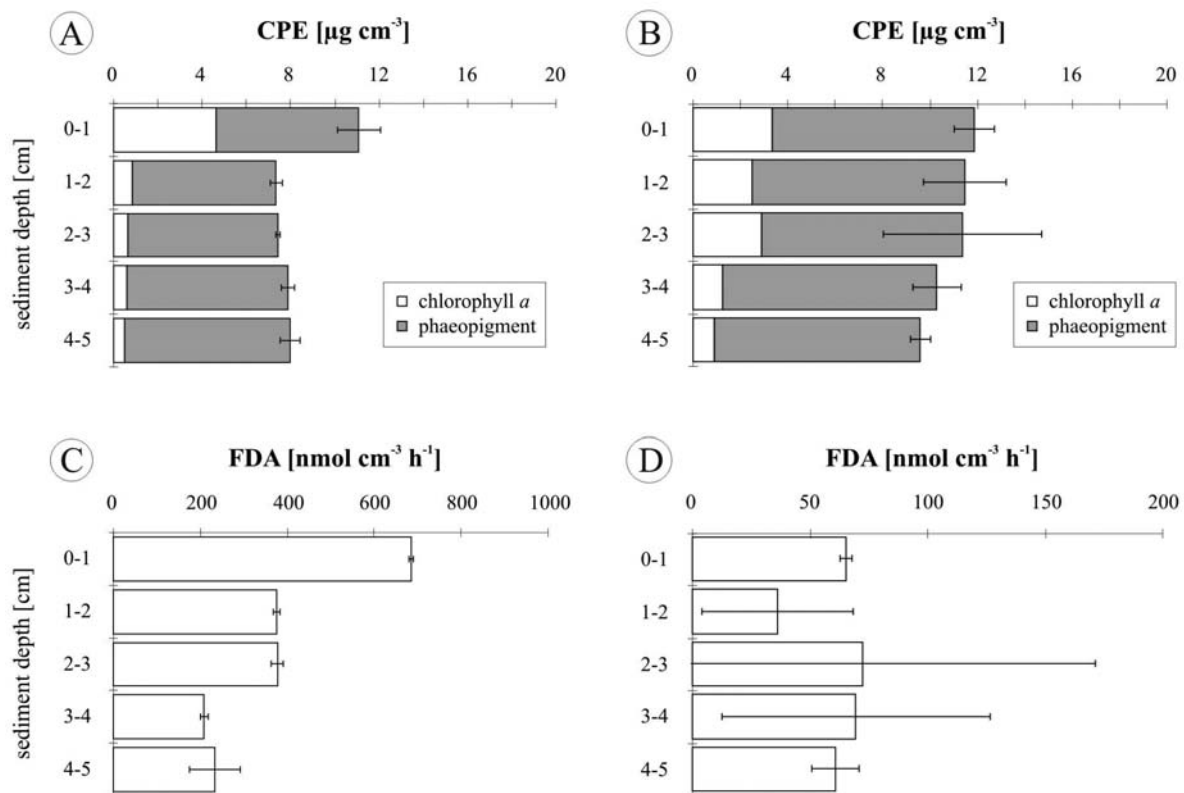 A
CPE [µg cm⁻³]
0 4 8 12 16 20
sediment depth [cm]
0-1
1-2
2-3
3-4
4-5
chlorophyll a
phaeopigment
B
CPE [µg cm⁻³]
0 4 8 12 16 20
0-1
1-2
2-3
3-4
4-5
chlorophyll a
phaeopigment
C
FDA [nmol cm⁻³ h⁻¹]
0 200 400 600 800 1000
sediment depth [cm]
0-1
1-2
2-3
3-4
4-5
D
FDA [nmol cm⁻³ h⁻¹]
0 50 100 150 200
0-1
1-2
2-3
3-4
4-5